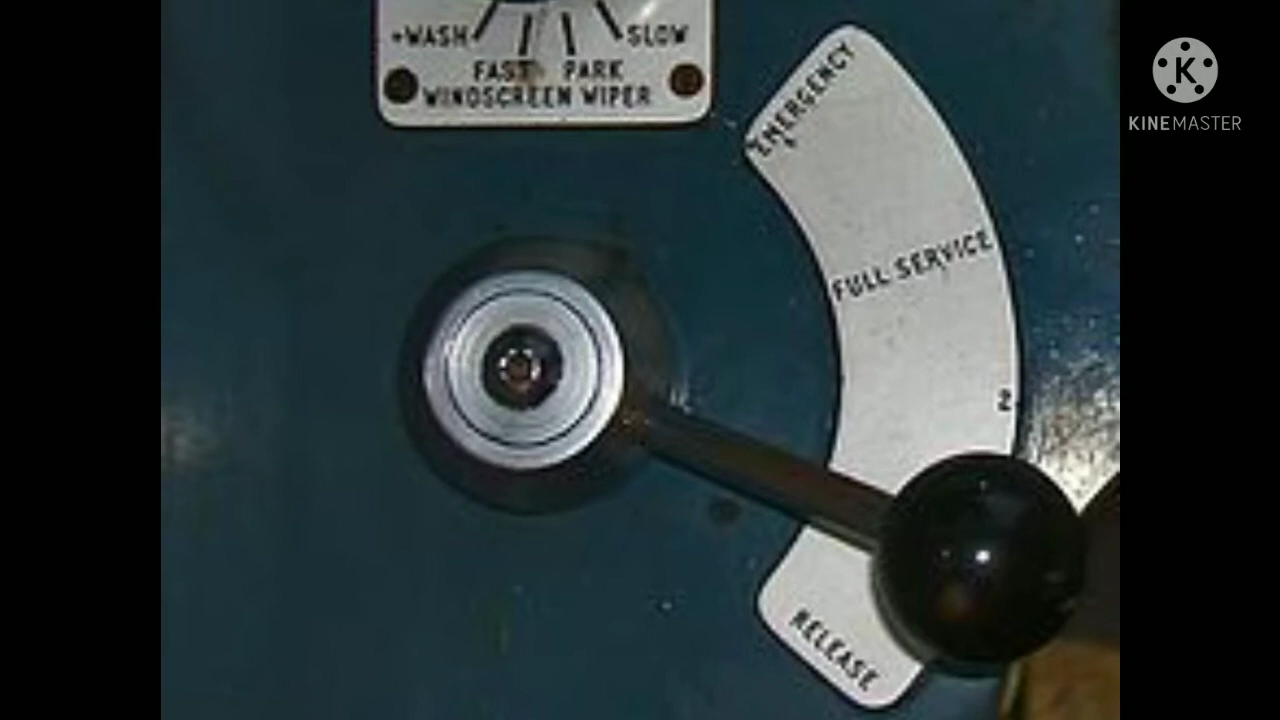 +WASH SLOW
FAST PARK
WINDSCREEN WIPER
EMERGENCY
FULL SERVICE
2
RELEASE
K
KINEMASTER